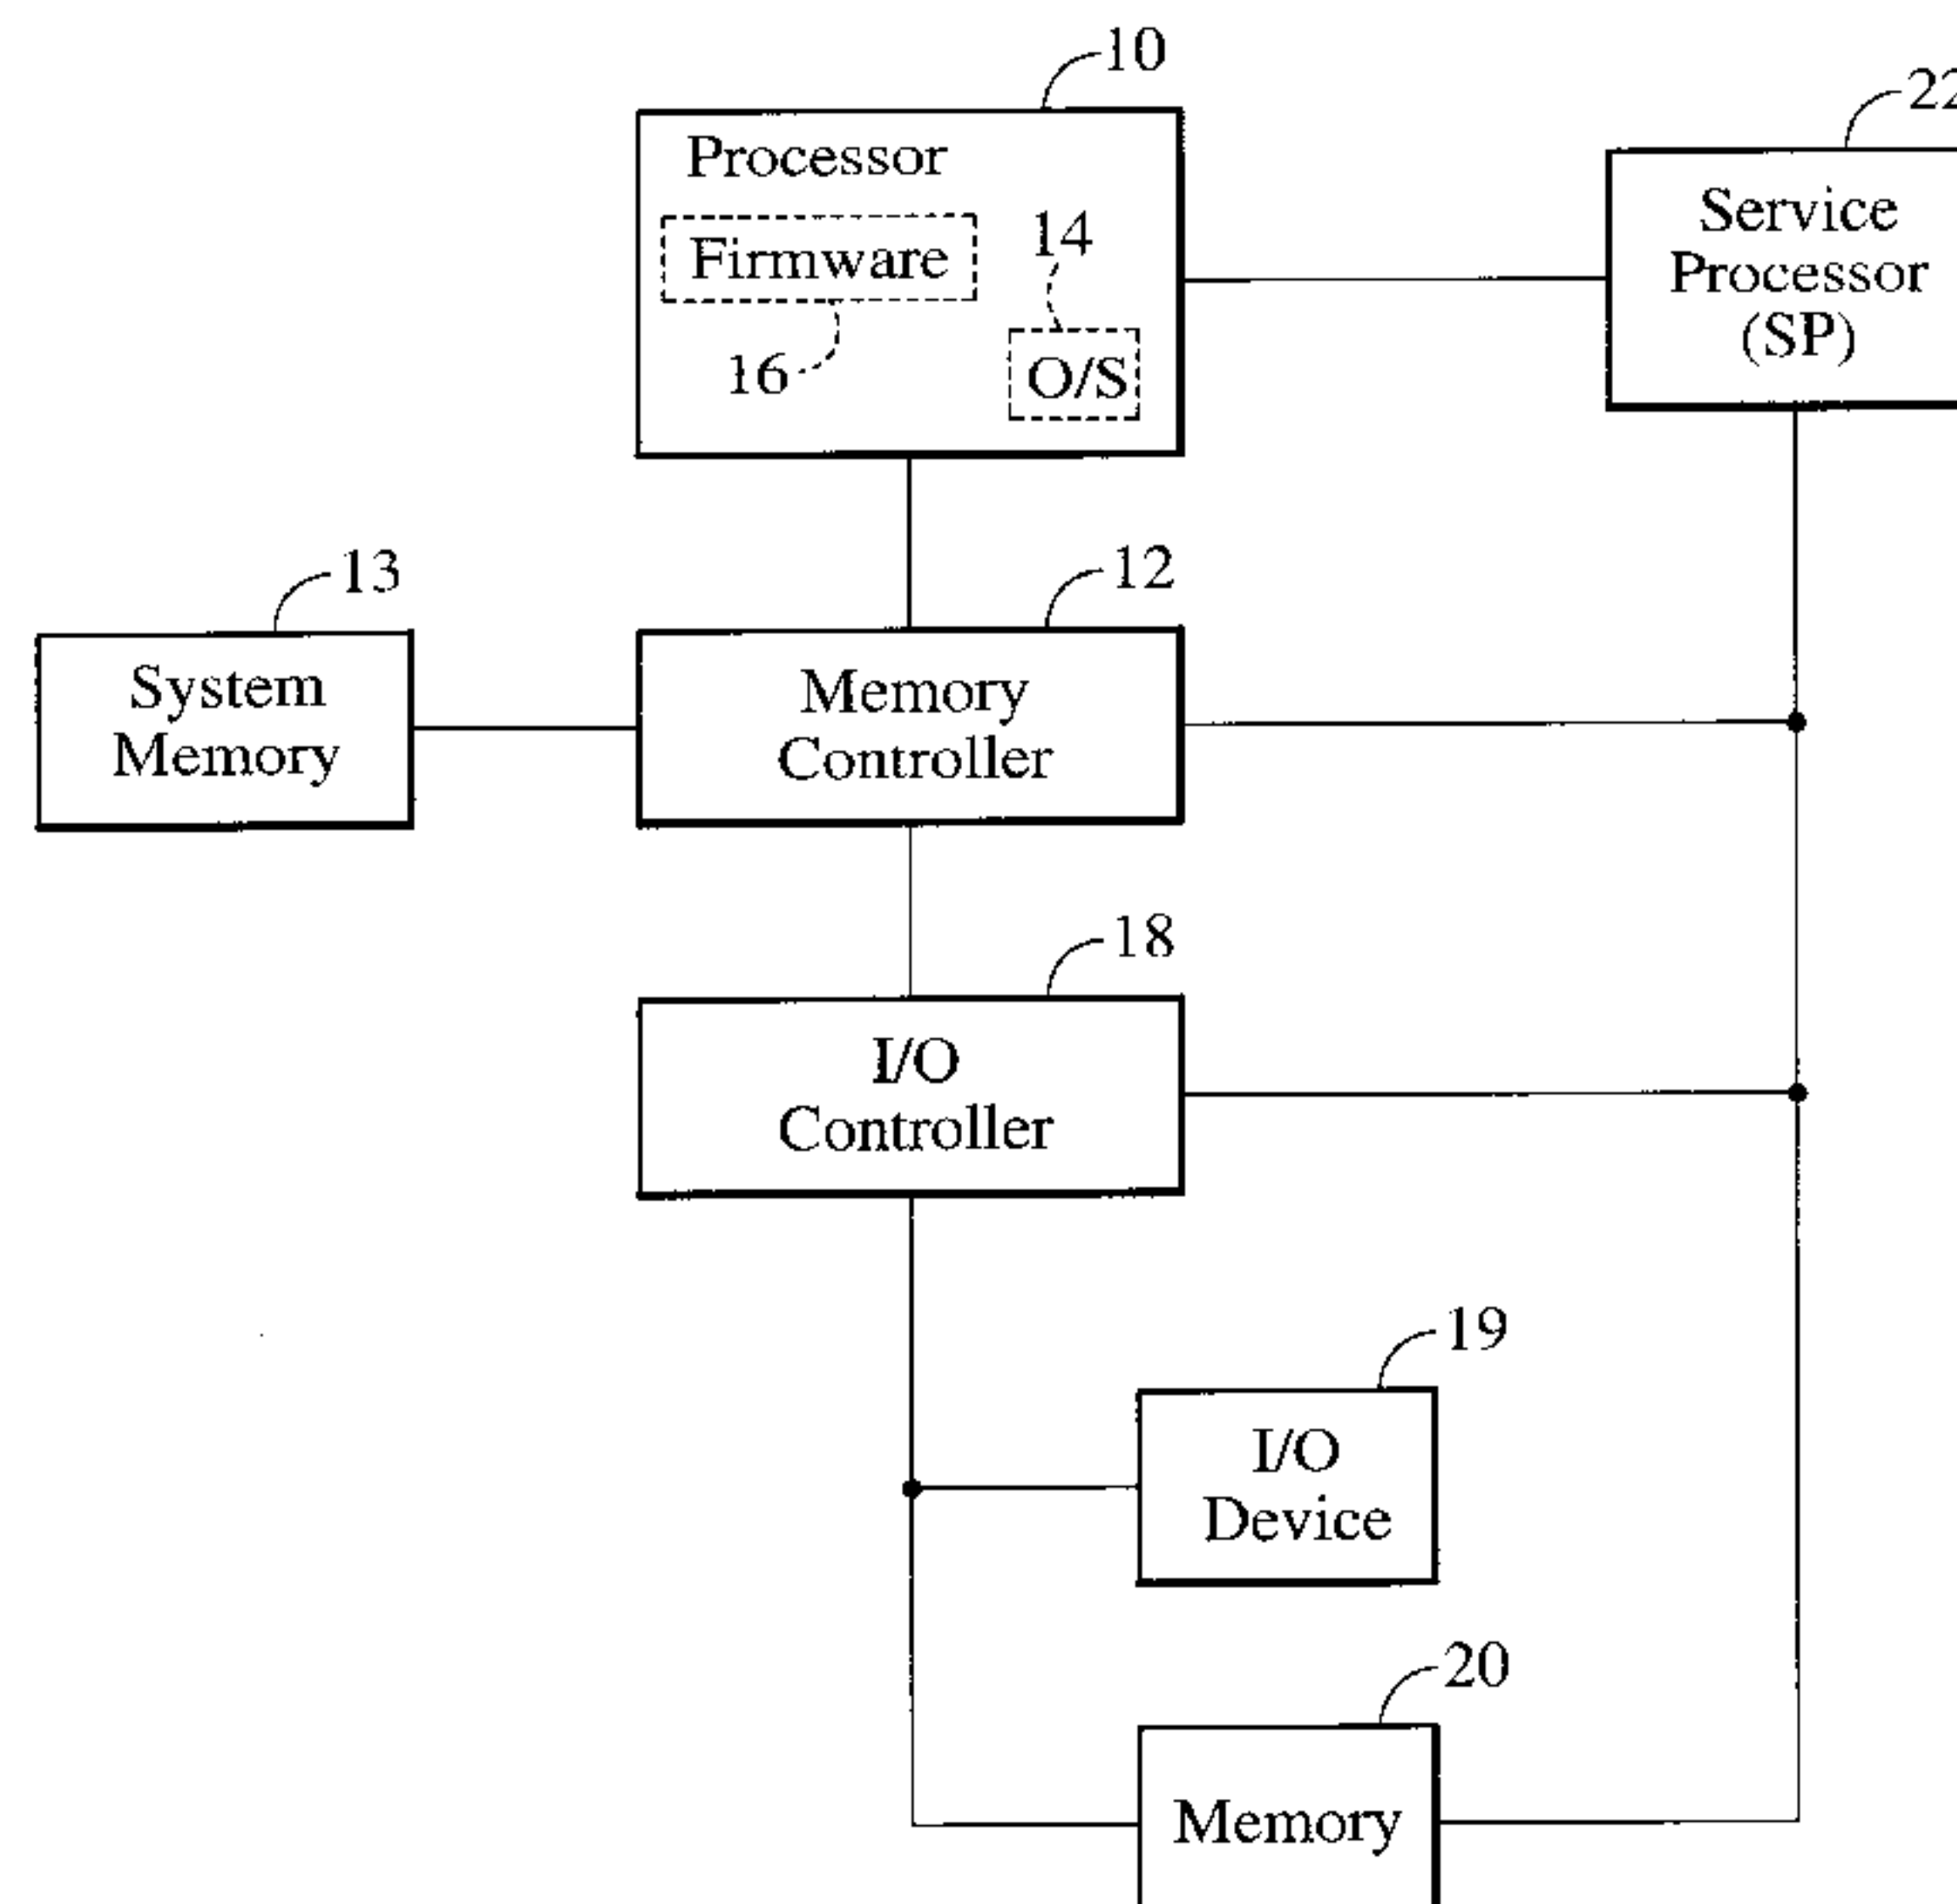 10
22
Processor
Service
Processor
(SP)
Firmware
14
16
O/S
13
12
System
Memory
Memory
Controller
18
I/O
Controller
19
I/O
Device
20
Memory